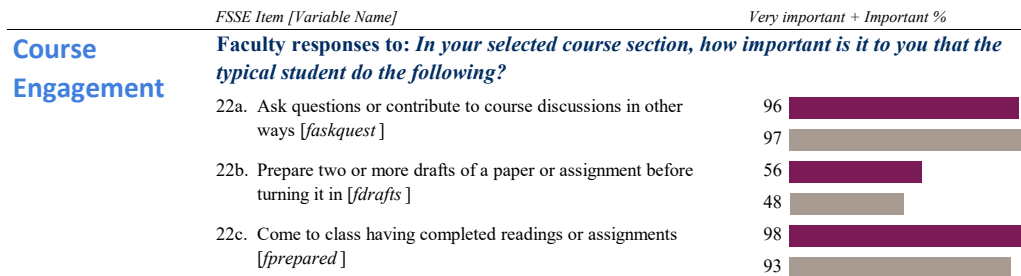 FSSE Item [Variable Name]
Very important + Important %
Course
Engagement
Faculty responses to: In your selected course section, how important is it to you that the
typical student do the following?
22a. Ask questions or contribute to course discussions in other
ways [faskquest ]
96
97
22b. Prepare two or more drafts of a paper or assignment before
turning it in [fdrafts ]
56
48
22c. Come to class having completed readings or assignments
[fprepared ]
98
93